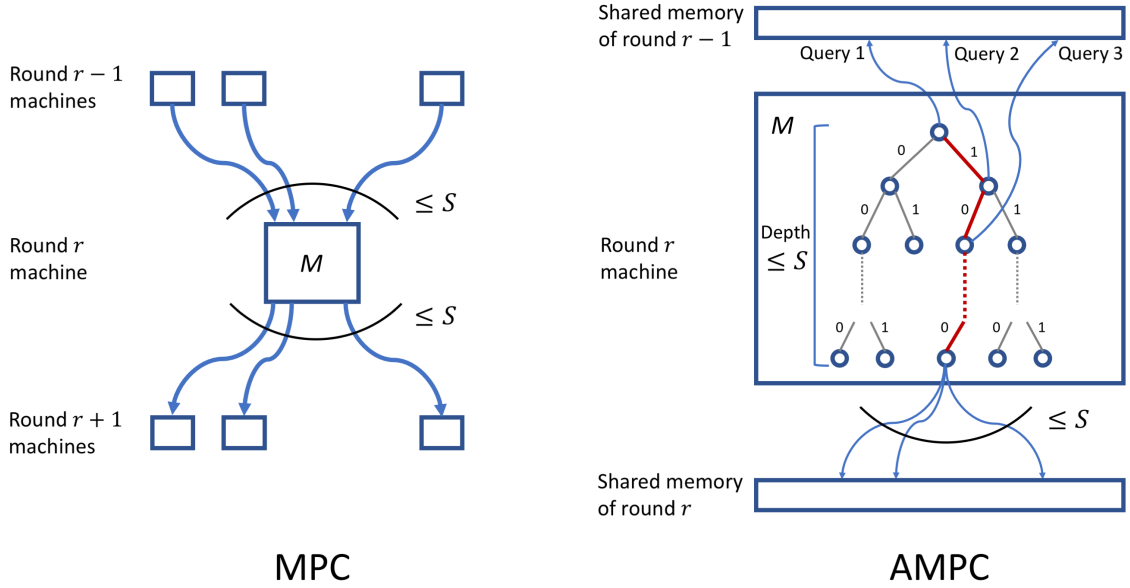 Round r − 1
machines
≤ S
Round r
machine
M
≤ S
Round r + 1
machines
MPC
Shared memory
of round r − 1
Query 1
Query 2
Query 3
M
0
1
0
1
0
1
Depth
≤ S
Round r
machine
0
1
0
0
1
≤ S
Shared memory
of round r
AMPC